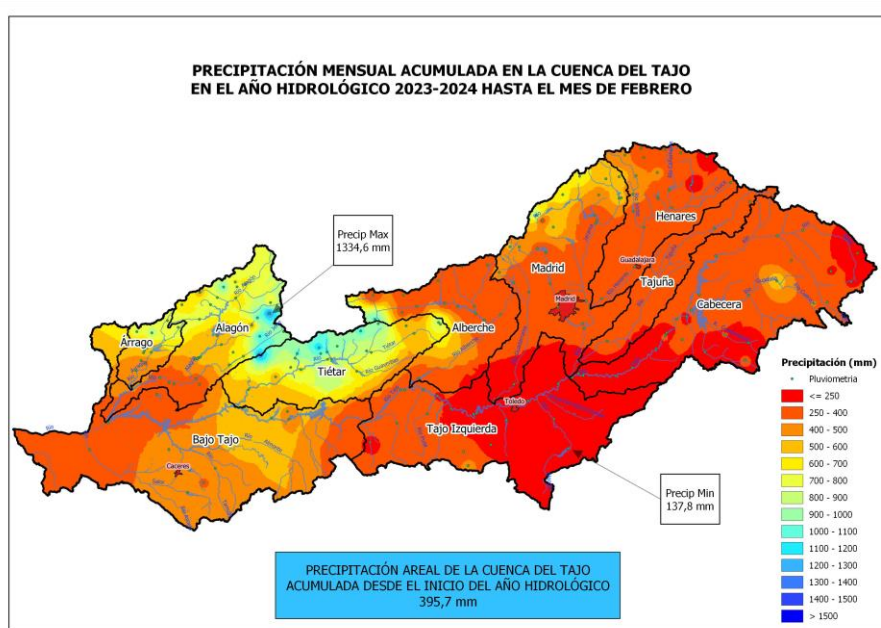 PRECIPITACIÓN MENSUAL ACUMULADA EN LA CUENCA DEL TAJO
EN EL AÑO HIDROLÓGICO 2023-2024 HASTA EL MES DE FEBRERO
Precip Max
1334,6 mm
Henares
Guadalajara
Madrid
Tajuña
Madrid
Cabecera
Alagón
Árrago
Alberche
Tiétar
Tiétar
Toledo
Tajo Izquierda
Bajo Tajo
Caceres
Precip Min
137,8 mm
Precipitación (mm)
Pluviometria
<= 250
250 - 400
400 - 500
500 - 600
600 - 700
700 - 800
800 - 900
900 - 1000
1000 - 1100
1100 - 1200
1200 - 1300
1300 - 1400
1400 - 1500
> 1500
PRECIPITACIÓN AREAL DE LA CUENCA DEL TAJO
ACUMULADA DESDE EL INICIO DEL AÑO HIDROLÓGICO
395,7 mm